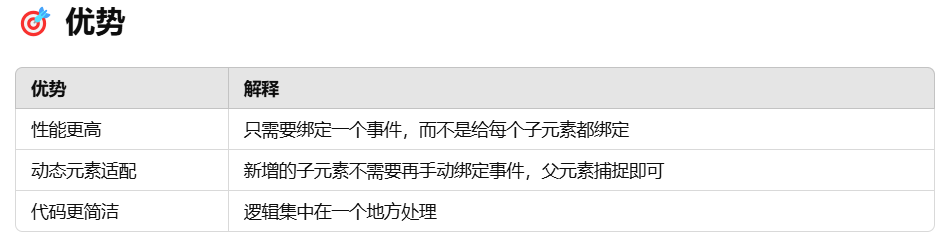 🎯 优势
优势 解释
性能更高 只需要绑定一个事件，而不是给每个子元素都绑定
动态元素适配 新增的子元素不需要再手动绑定事件，父元素捕捉即可
代码更简洁 逻辑集中在一个地方处理